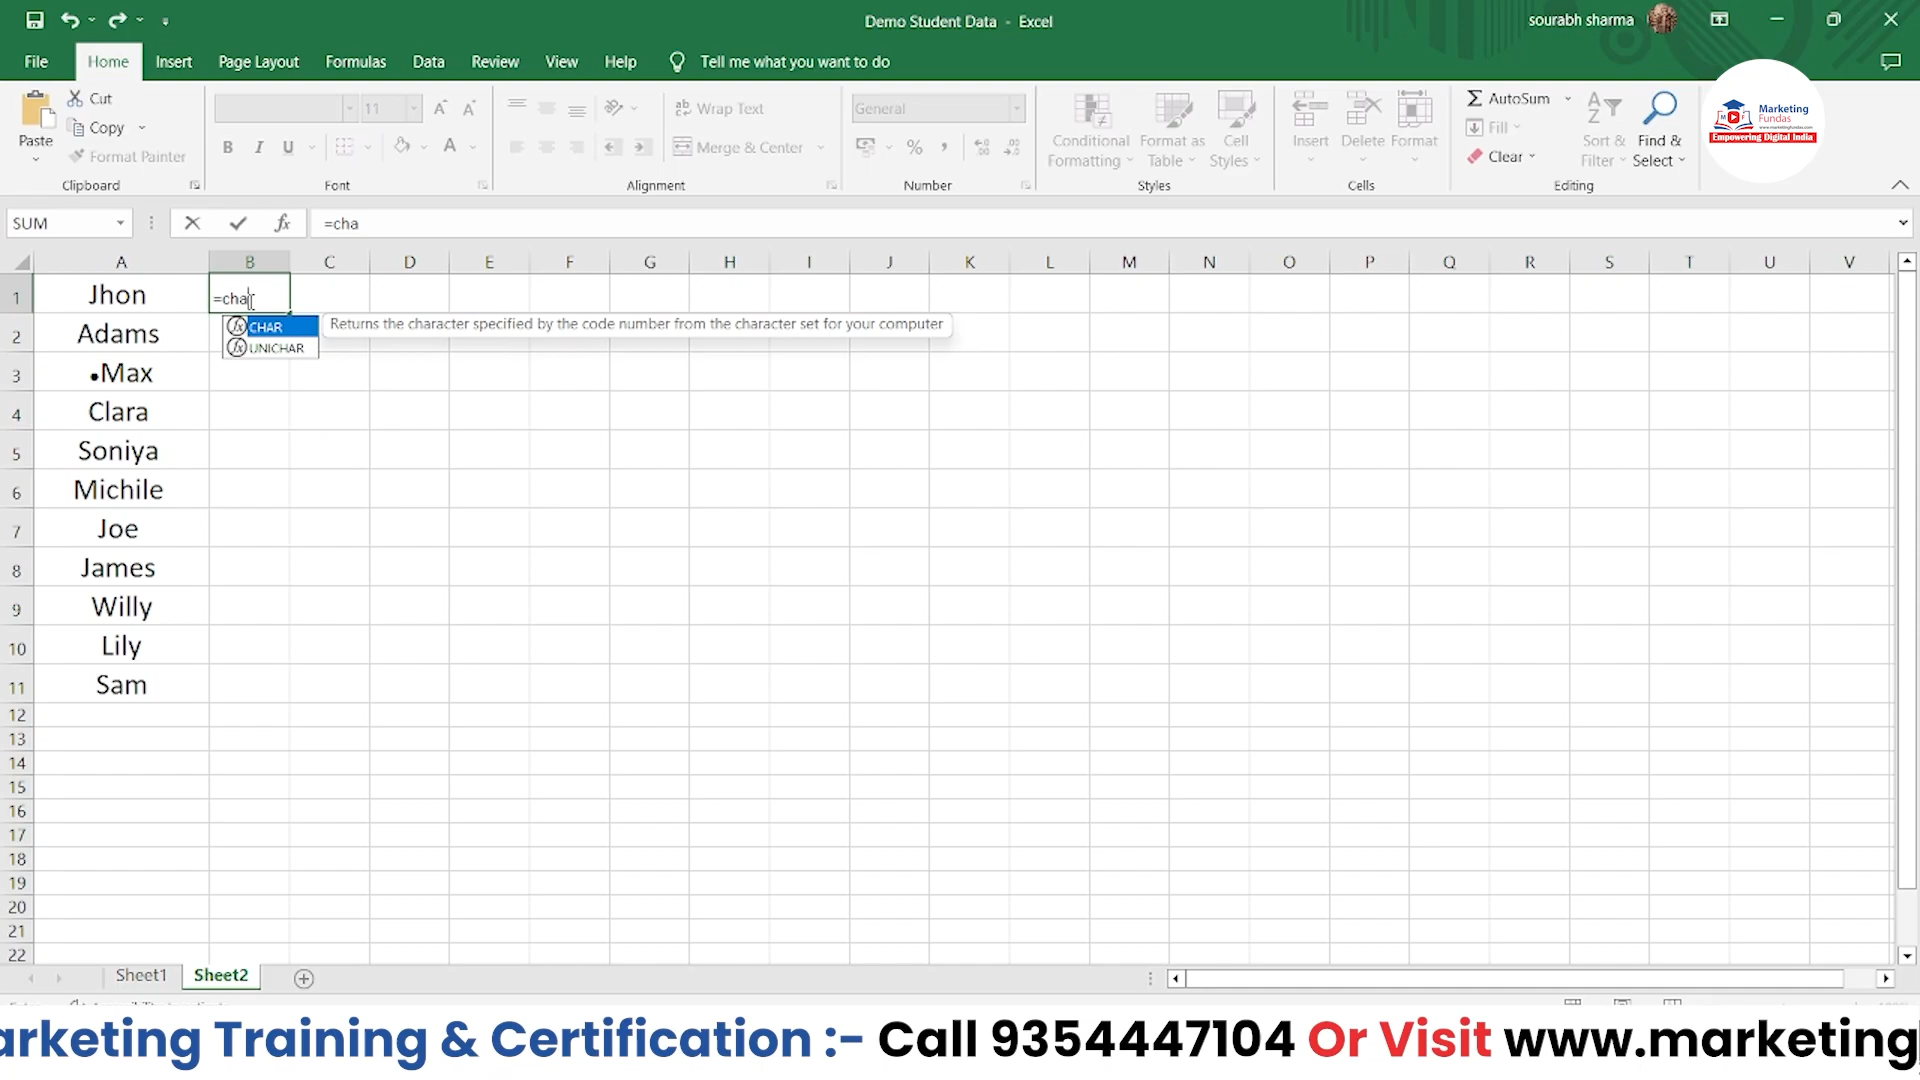 Demo Student Data - Excel
sourabh sharma
File Home Insert Page Layout Formulas Data Review View Help Tell me what you want to do
Paste
Cut
Copy
Format Painter
Clipboard
11
B I U
A
Font
ab Wrap Text
Merge & Center
Alignment
General
% ,
Number
Conditional Formatting
Format as Table
Cell Styles
Styles
Insert Delete Format
Cells
Σ AutoSum
Fill
Clear
Sort & Filter
Find & Select
Editing
Marketing
Fundas
www.marketingfundas.com
Empowering Digital India
SUM
fx
=cha
A B C D E F G H I J K L M N O P Q R S T U V
1 Jhon =cha
CHAR Returns the character specified by the code number from the character set for your computer
UNICHAR
2 Adams
3 •Max
4 Clara
5 Soniya
6 Michile
7 Joe
8 James
9 Willy
10 Lily
11 Sam
12
13
14
15
16
17
18
19
20
21
22
Sheet1 Sheet2
arketing Training & Certification :- Call 9354447104 Or Visit www.marketing